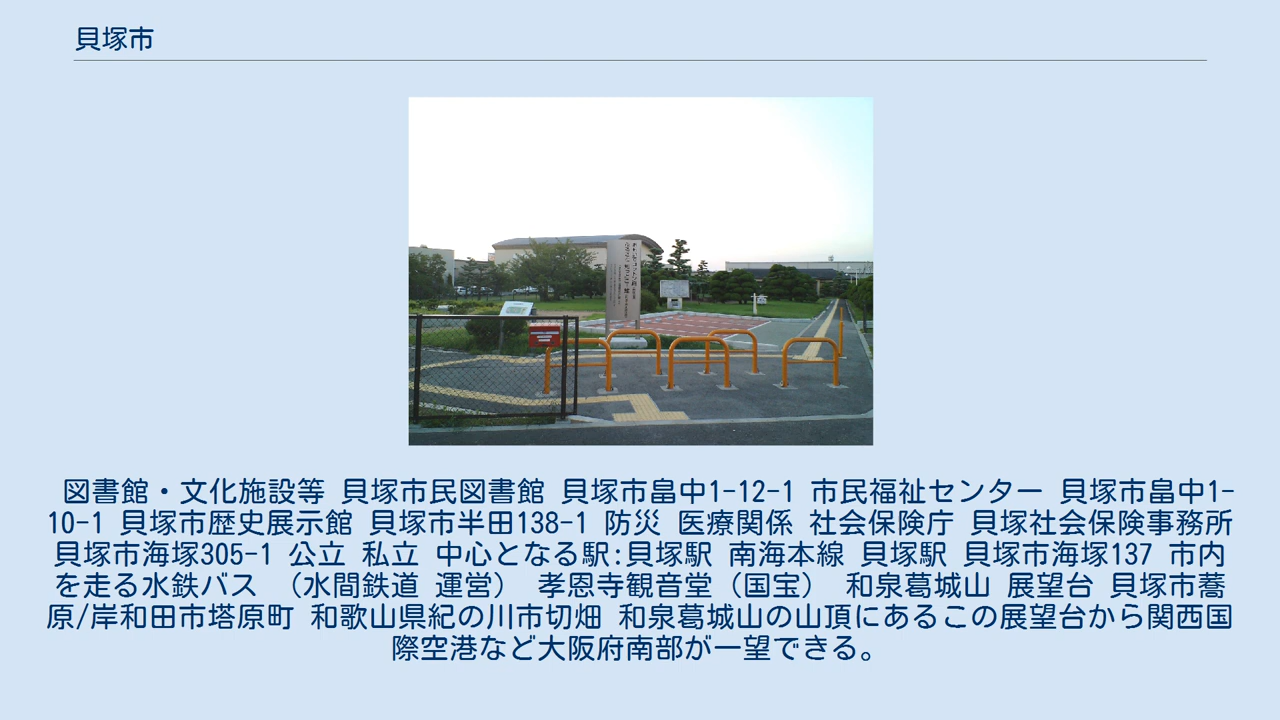 貝塚市
図書館・文化施設等 貝塚市民図書館 貝塚市畠中1-12-1 市民福祉センター 貝塚市畠中1-
10-1 貝塚市歴史展示館 貝塚市半田138-1 防災 医療関係 社会保険庁 貝塚社会保険事務所
貝塚市海塚305-1 公立 私立 中心となる駅:貝塚駅 南海本線 貝塚駅 貝塚市海塚137 市内
を走る水鉄バス （水間鉄道 運営） 孝恩寺観音堂（国宝） 和泉葛城山 展望台 貝塚市蕎
原/岸和田市塔原町 和歌山県紀の川市切畑 和泉葛城山の山頂にあるこの展望台から関西国
際空港など大阪府南部が一望できる。